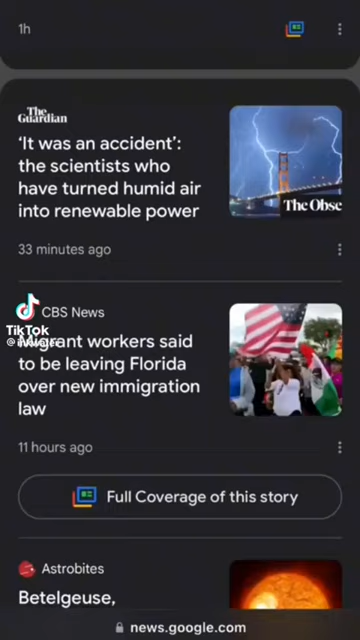 1h
The
Guardian
‘It was an accident’:
the scientists who
have turned humid air
into renewable power
The Obse
33 minutes ago
CBS News
TikTok
Migrant workers said
to be leaving Florida
over new immigration
law
11 hours ago
Full Coverage of this story
Astrobites
Betelgeuse,
news.google.com